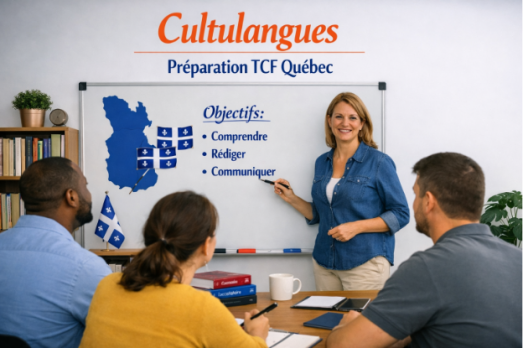 Cultulangues
Préparation TCF Québec
Objectifs:
• Comprendre
• Rédiger
• Communiquer